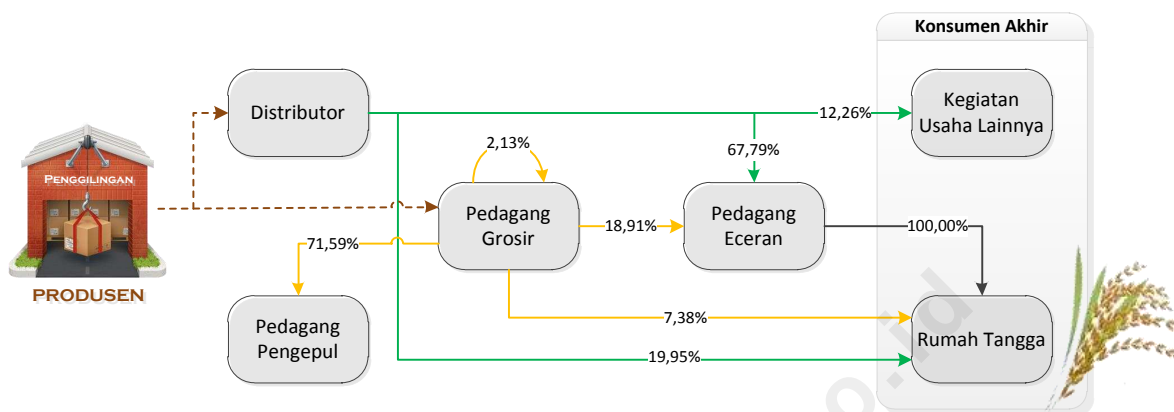 Konsumen Akhir
Distributor
12,26%
Kegiatan
Usaha Lainnya
2,13%
67,79%
PENGGILINGAN
Pedagang
Grosir
18,91%
Pedagang
Eceran
100,00%
71,59%
PRODUSEN
Pedagang
Pengepul
7,38%
Rumah Tangga
19,95%
o.id